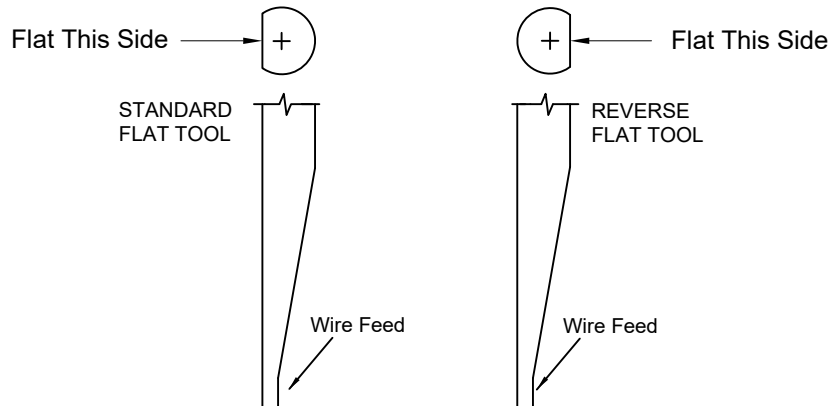 Flat This Side
Flat This Side
STANDARD
FLAT TOOL
REVERSE
FLAT TOOL
Wire Feed
Wire Feed